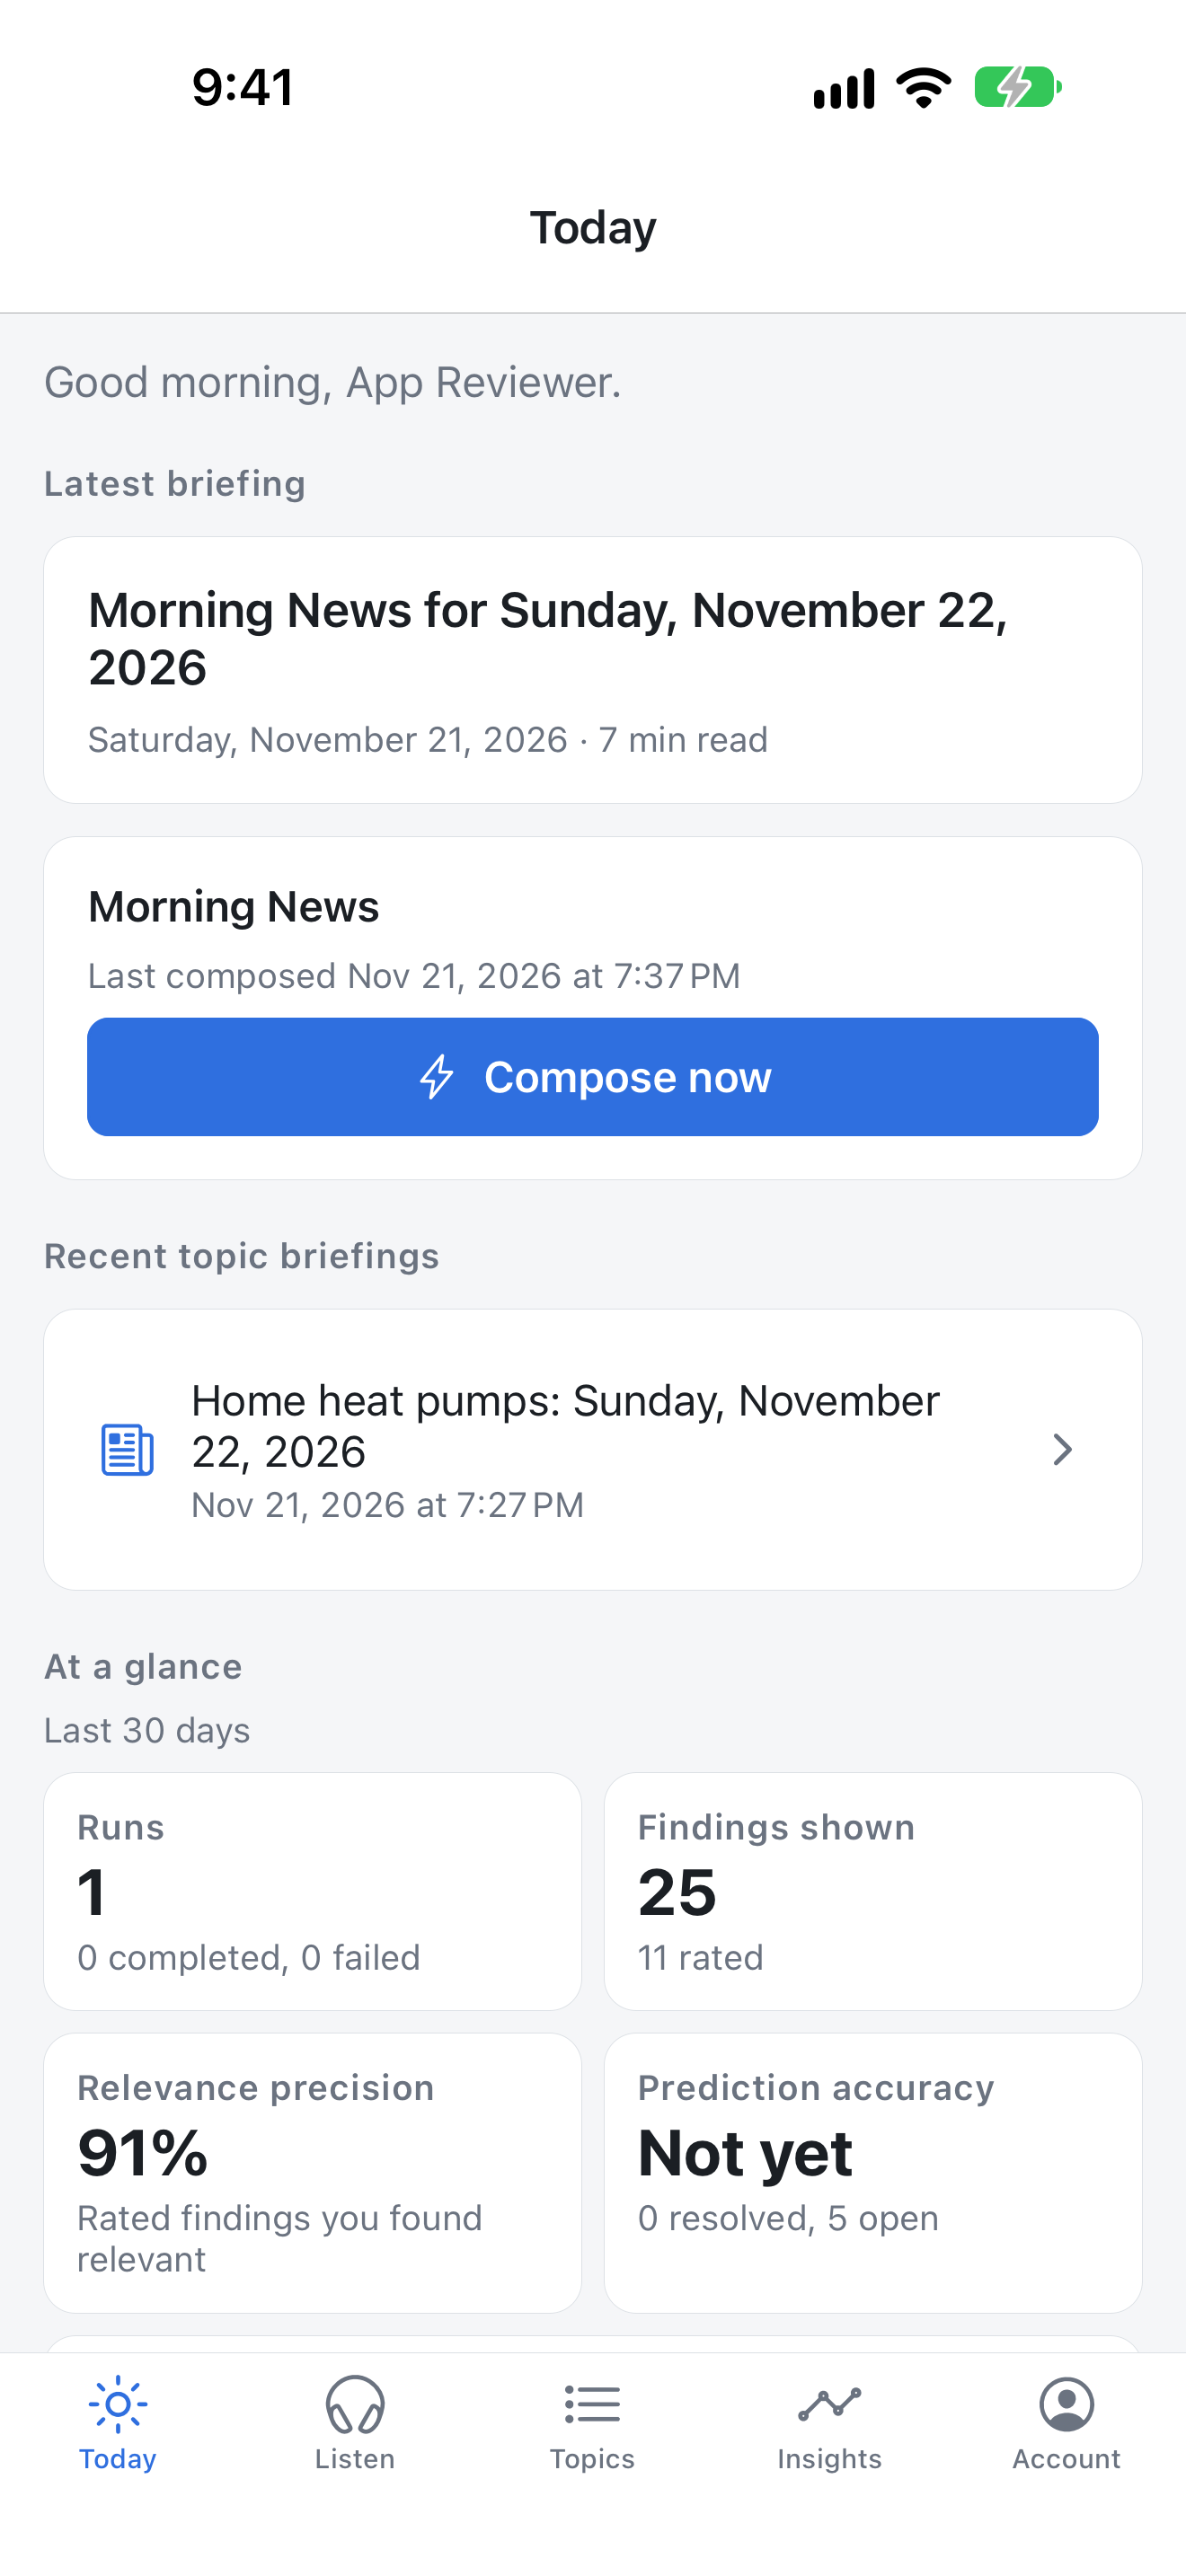 9:41
Today
Good morning, App Reviewer.
Latest briefing
Morning News for Sunday, November 22,
2026
Saturday, November 21, 2026 · 7 min read
Morning News
Last composed Nov 21, 2026 at 7:37 PM
Compose now
Recent topic briefings
Home heat pumps: Sunday, November
22, 2026
Nov 21, 2026 at 7:27 PM
At a glance
Last 30 days
Runs
1
0 completed, 0 failed
Findings shown
25
11 rated
Relevance precision
91%
Rated findings you found
relevant
Prediction accuracy
Not yet
0 resolved, 5 open
Today
Listen
Topics
Insights
Account